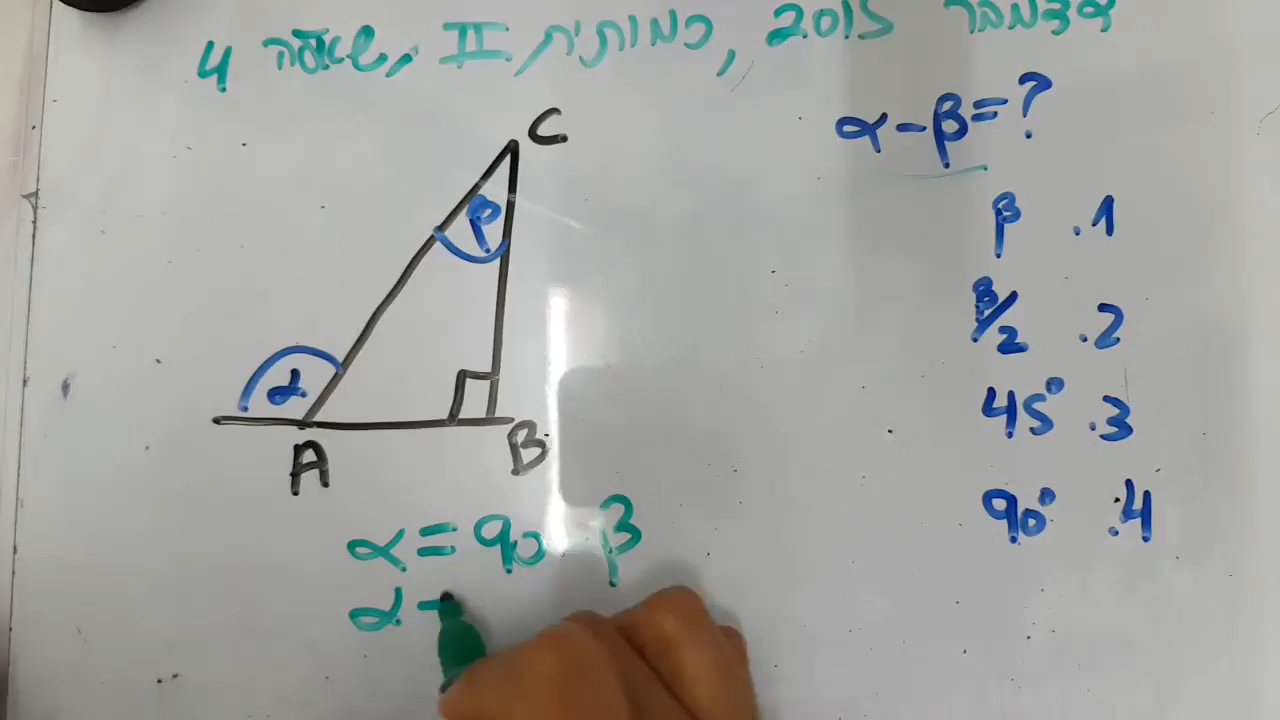 דצמבר 2015, כמותית II, שאלה 4
α-β=?
1. β
2. β/2
3. 45°
4. 90°
C
β
α
A
B
α=90 β
α-